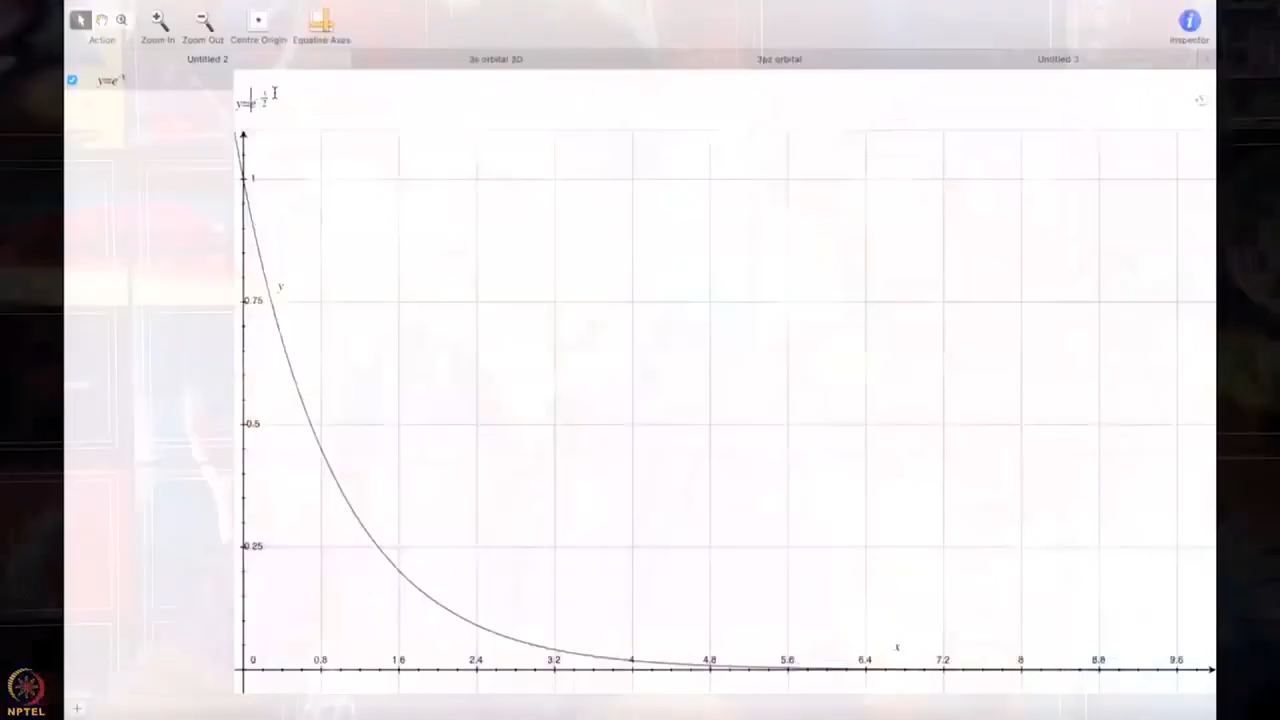 Action
Zoom In
Zoom Out
Centre Origin
Equalise Axes
Inspector
Untitled 2
3s orbital 3D
3pz orbital
Untitled 3
+
y=e
y=e x/2
1
y
0.75
0.5
0.25
x
0 0.8 1.6 2.4 3.2 4 4.8 5.6 6.4 7.2 8 8.8 9.6
+
NPTEL